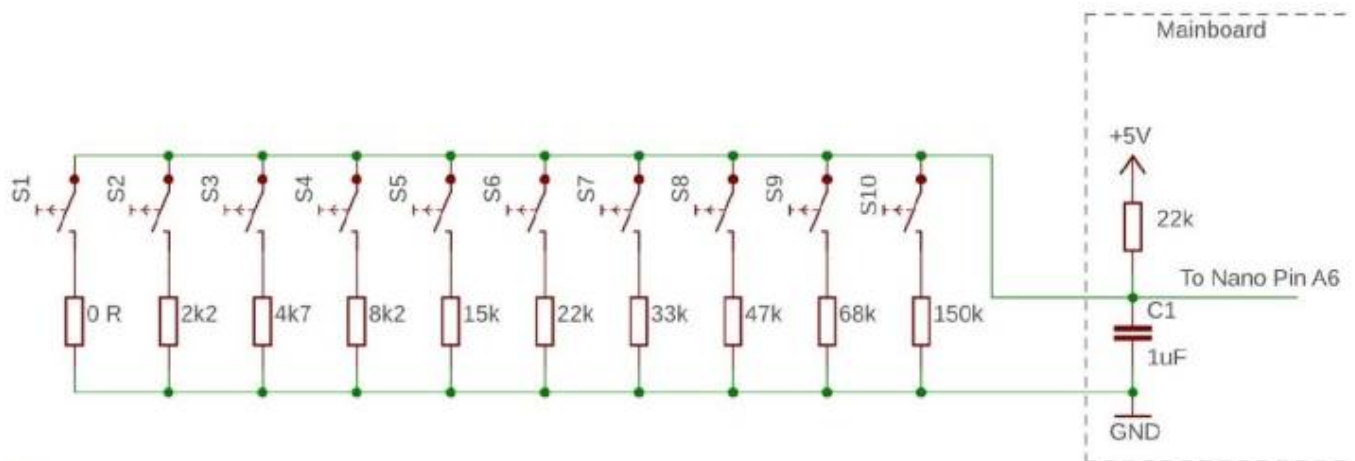 Mainboard
+5V
S1
S2
S3
S4
S5
S6
S7
S8
S9
S10
22k
To Nano Pin A6
0 R
2k2
4k7
8k2
15k
22k
33k
47k
68k
150k
C1
1uF
GND